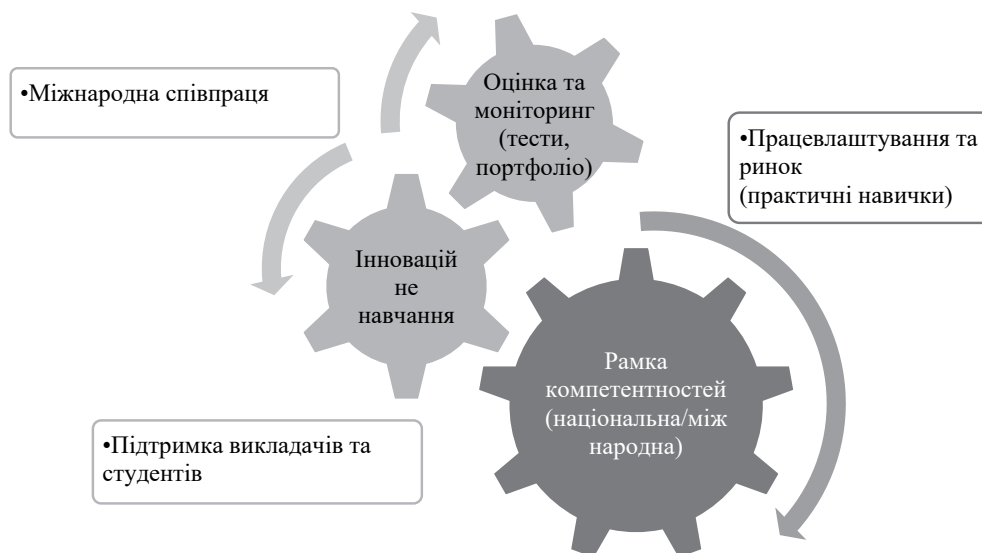 •Міжнародна співпраця
Оцінка та
моніторинг
(тести,
портфоліо)
•Працевлаштування та
ринок
(практичні навички)
Інновацій
не
навчання
Рамка
компетентностей
(національна/між
народна)
•Підтримка викладачів та
студентів